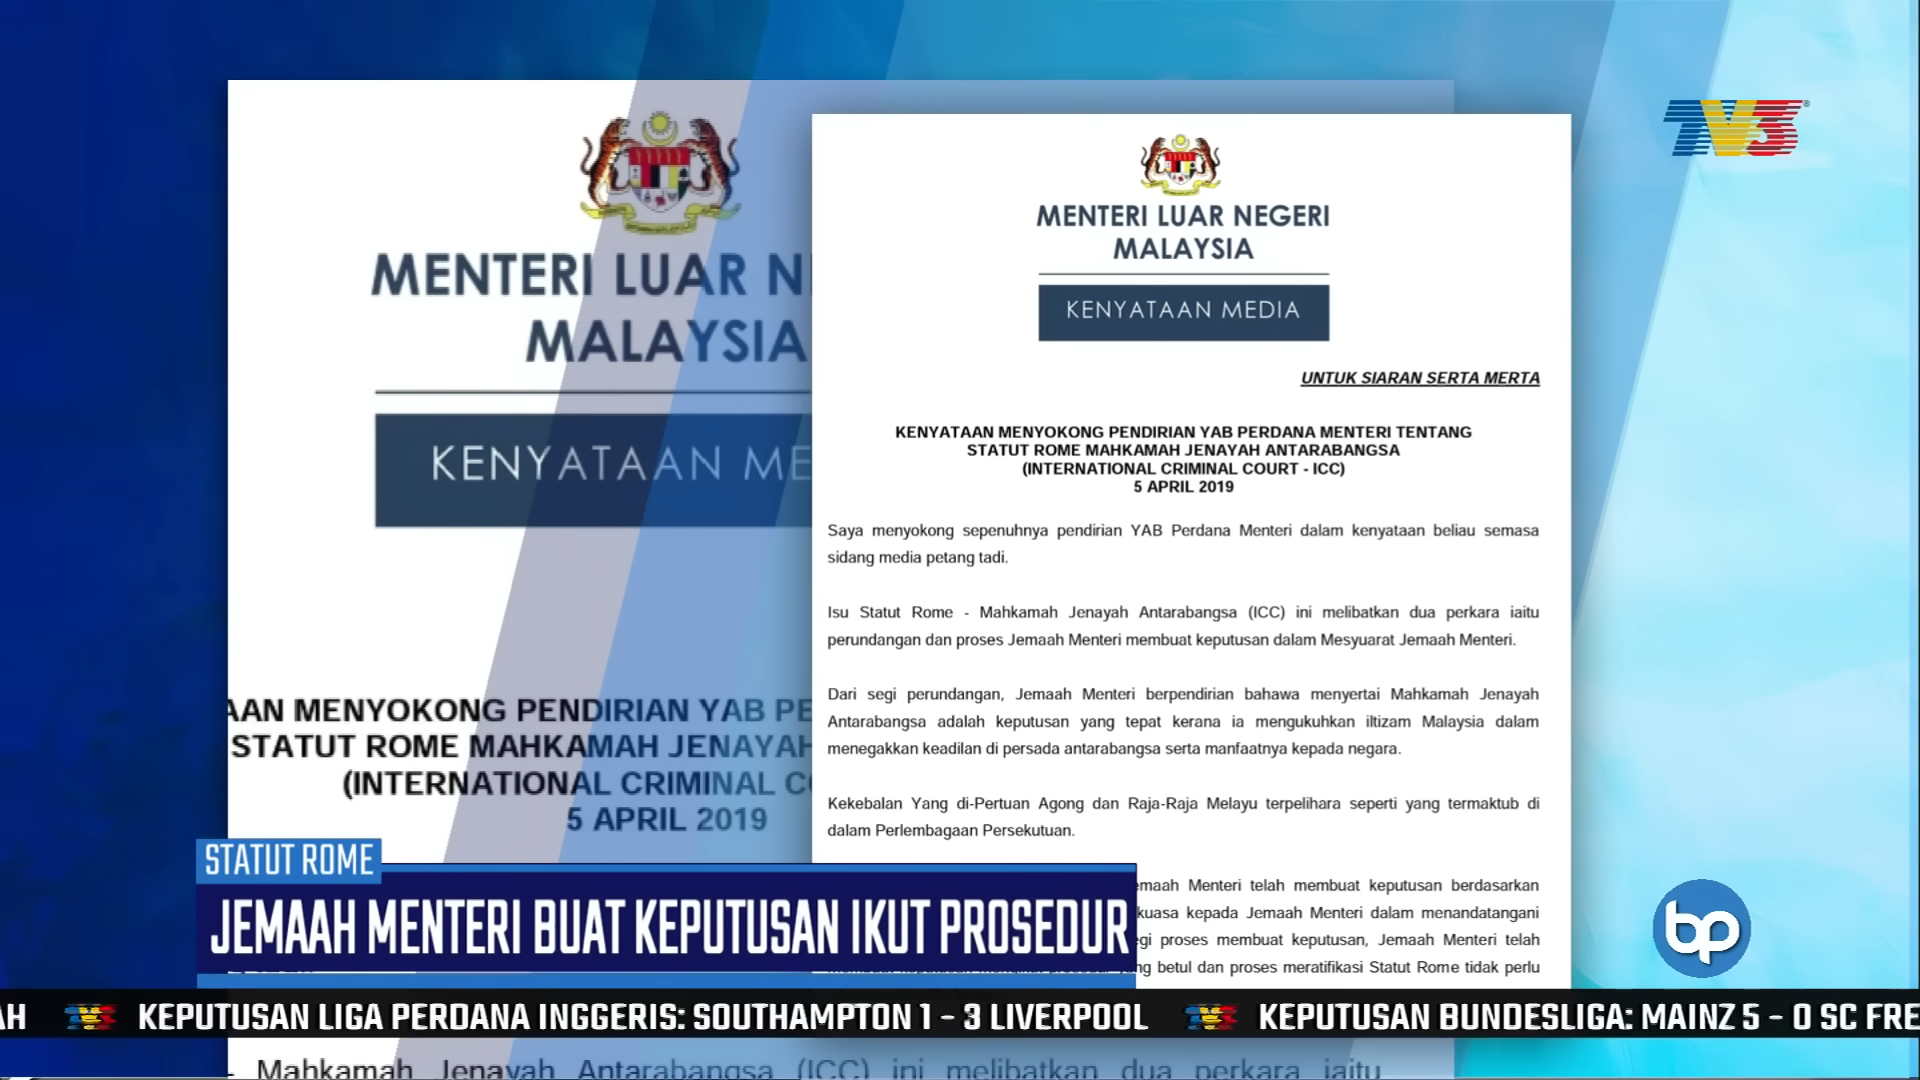 TV3
MENTERI LUAR N
MALAYSIA
KENYATAAN ME
AAN MENYOKONG PENDIRIAN YAB PE
STATUT ROME MAHKAMAH JENAYAH
(INTERNATIONAL CRIMINAL C
5 APRIL 2019
MENTERI LUAR NEGERI
MALAYSIA
KENYATAAN MEDIA
UNTUK SIARAN SERTA MERTA
KENYATAAN MENYOKONG PENDIRIAN YAB PERDANA MENTERI TENTANG
STATUT ROME MAHKAMAH JENAYAH ANTARABANGSA
(INTERNATIONAL CRIMINAL COURT - ICC)
5 APRIL 2019
Saya menyokong sepenuhnya pendirian YAB Perdana Menteri dalam kenyataan beliau semasa
sidang media petang tadi.
Isu Statut Rome - Mahkamah Jenayah Antarabangsa (ICC) ini melibatkan dua perkara iaitu
perundangan dan proses Jemaah Menteri membuat keputusan dalam Mesyuarat Jemaah Menteri.
Dari segi perundangan, Jemaah Menteri berpendirian bahawa menyertai Mahkamah Jenayah
Antarabangsa adalah keputusan yang tepat kerana ia mengukuhkan iltizam Malaysia dalam
menegakkan keadilan di persada antarabangsa serta manfaatnya kepada negara.
Kekebalan Yang di-Pertuan Agong dan Raja-Raja Melayu terpelihara seperti yang termaktub di
dalam Perlembagaan Persekutuan.
emaah Menteri telah membuat keputusan berdasarkan
kuasa kepada Jemaah Menteri dalam menandatangani
egi proses membuat keputusan, Jemaah Menteri telah
ng betul dan proses meratifikasi Statut Rome tidak perlu
STATUT ROME
JEMAAH MENTERI BUAT KEPUTUSAN IKUT PROSEDUR
bp
AH TV3 KEPUTUSAN LIGA PERDANA INGGERIS: SOUTHAMPTON 1 - 3 LIVERPOOL TV3 KEPUTUSAN BUNDESLIGA: MAINZ 5 - 0 SC FRE
- Mahkamah Jenayah Antarabangsa (ICC) ini melibatkan dua perkara iaitu